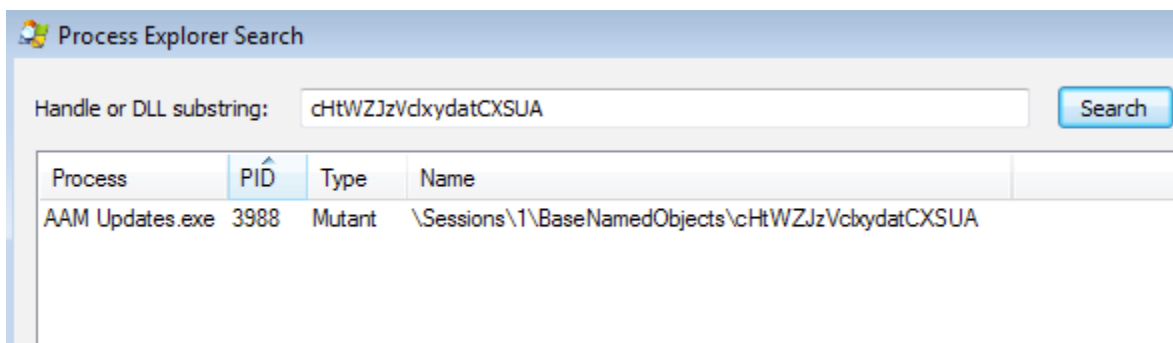 Process Explorer Search
Handle or DLL substring: cHtWZJzVclxydatCXSUA Search
Process PID Type Name
AAM Updates.exe 3988 Mutant \Sessions\1\BaseNamedObjects\cHtWZJzVclxydatCXSUA